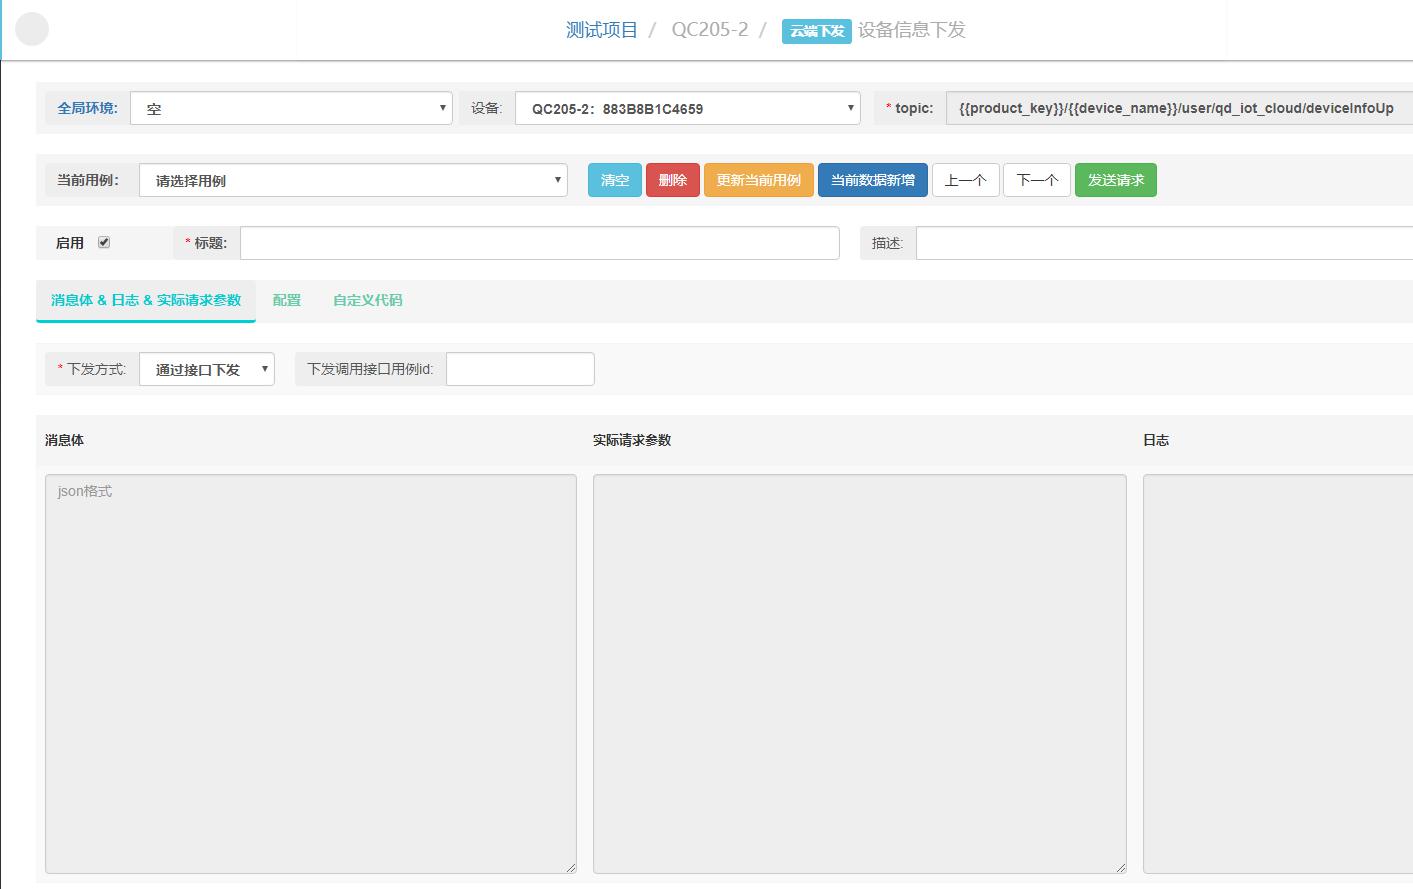 测试项目 / QC205-2 / 云端下发 设备信息下发
全局环境: 空 设备: QC205-2：883B8B1C4659 * topic: {{product_key}}/{{device_name}}/user/qd_iot_cloud/deviceInfoUp
当前用例： 请选择用例 清空 删除 更新当前用例 当前数据新增 上一个 下一个 发送请求
启用 * 标题: 描述:
消息体 & 日志 & 实际请求参数 配置 自定义代码
* 下发方式: 通过接口下发 下发调用接口用例id:
消息体 实际请求参数 日志
json格式